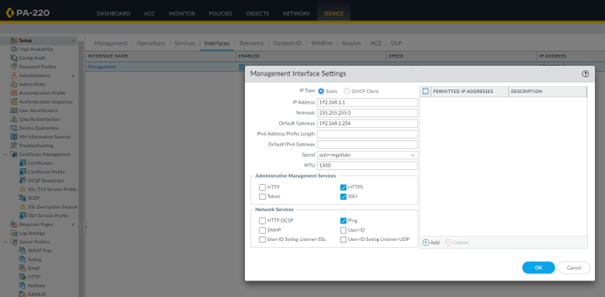 PA-220
DASHBOARD ACC MONITOR POLICIES OBJECTS NETWORK DEVICE
Setup
High Availability
Config Audit
Password Profiles
Administrators
Admin Roles
Authentication Profile
Authentication Sequence
User Identification
Data Redistribution
Device Quarantine
VM Information Sources
Troubleshooting
Certificate Management
Certificates
Certificate Profile
OCSP Responder
SSL/TLS Service Profile
SCEP
SSL Decryption Exclusion
SSH Service Profile
Response Pages
Log Settings
Server Profiles
SNMP Trap
Syslog
Email
HTTP
Netflow
RADIUS
Management Operations Services Interfaces Telemetry Content-ID WildFire Session ACE DLP
INTERFACE NAME ENABLED SPEED IP ADDRESS
Management
Management Interface Settings
IP Type Static DHCP Client
IP Address 192.168.1.1
Netmask 255.255.255.0
Default Gateway 192.168.1.254
IPv6 Address/Prefix Length
Default IPv6 Gateway
Speed auto-negotiate
MTU 1500
Administrative Management Services
HTTP HTTPS
Telnet SSH
Network Services
HTTP OCSP Ping
SNMP User-ID
User-ID Syslog Listener-SSL User-ID Syslog Listener-UDP
PERMITTED IP ADDRESSES DESCRIPTION
Add Delete
OK Cancel